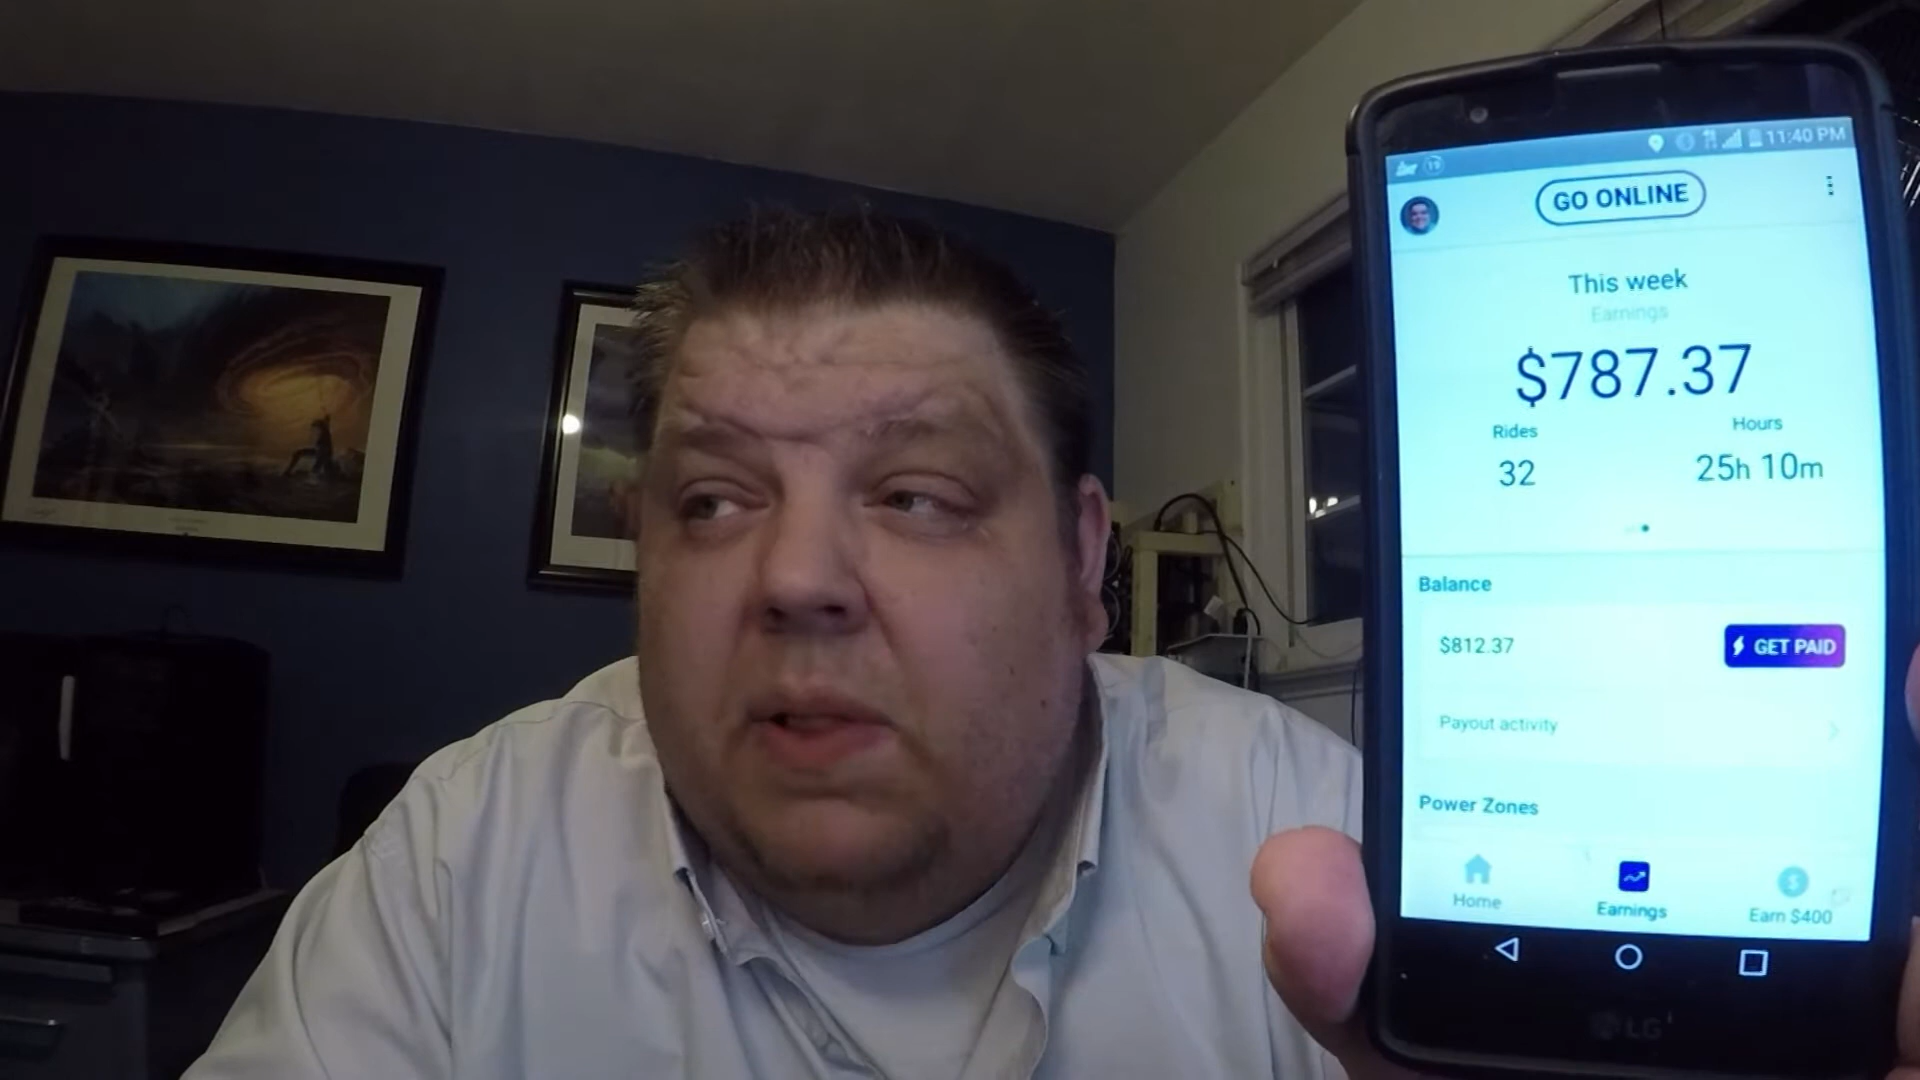 19 11:40 PM
GO ONLINE
This week
Earnings
$787.37
Rides Hours
32 25h 10m
Balance
$812.37 GET PAID
Payout activity
Power Zones
Home Earnings Earn $400
LG